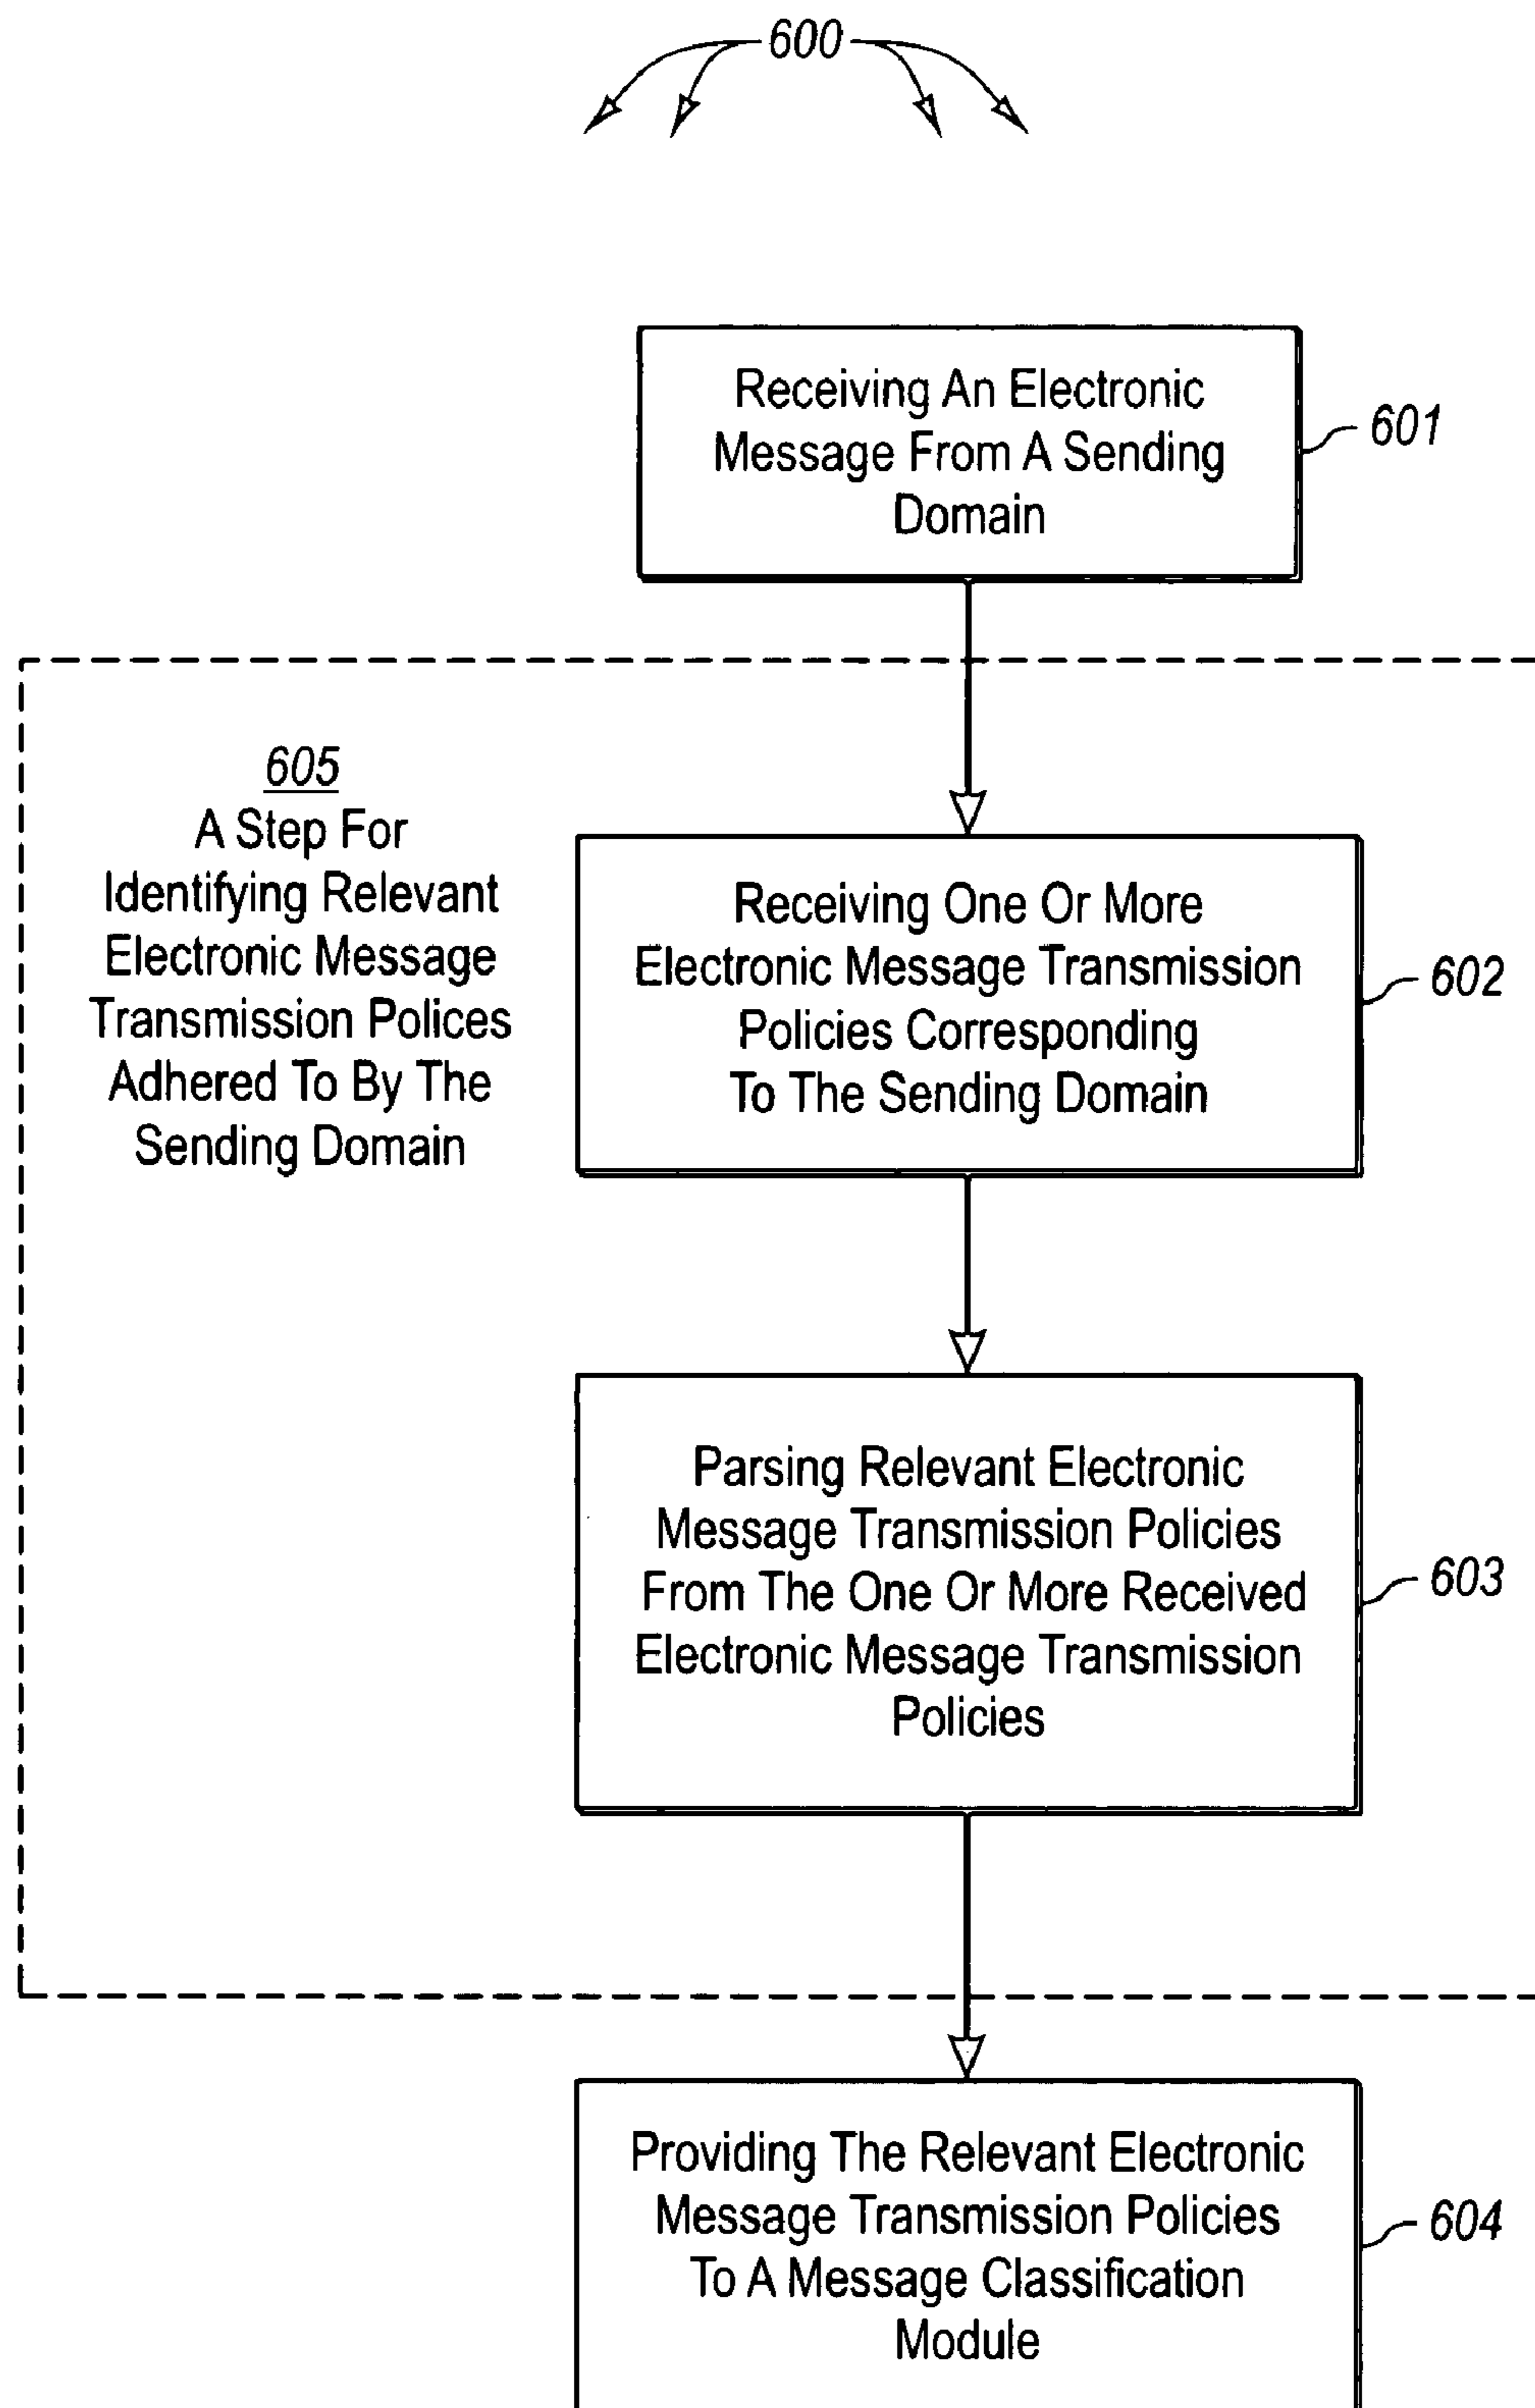 600
Receiving An Electronic
Message From A Sending
Domain
601
605
A Step For
Identifying Relevant
Electronic Message
Transmission Polices
Adhered To By The
Sending Domain
Receiving One Or More
Electronic Message Transmission
Policies Corresponding
To The Sending Domain
602
Parsing Relevant Electronic
Message Transmission Policies
From The One Or More Received
Electronic Message Transmission
Policies
603
Providing The Relevant Electronic
Message Transmission Policies
To A Message Classification
Module
604